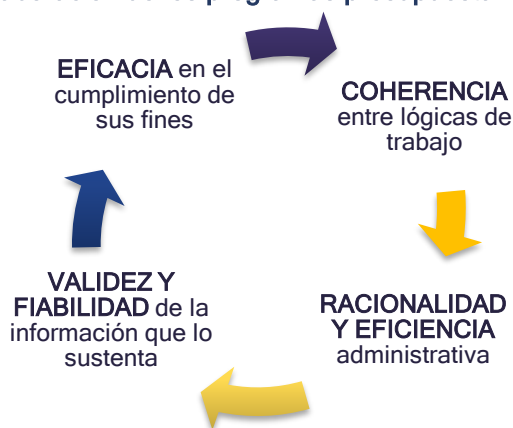 EFICACIA en el
cumplimiento de
sus fines
COHERENCIA
entre lógicas de
trabajo
RACIONALIDAD
Y EFICIENCIA
administrativa
VALIDEZ Y
FIABILIDAD de la
información que lo
sustenta